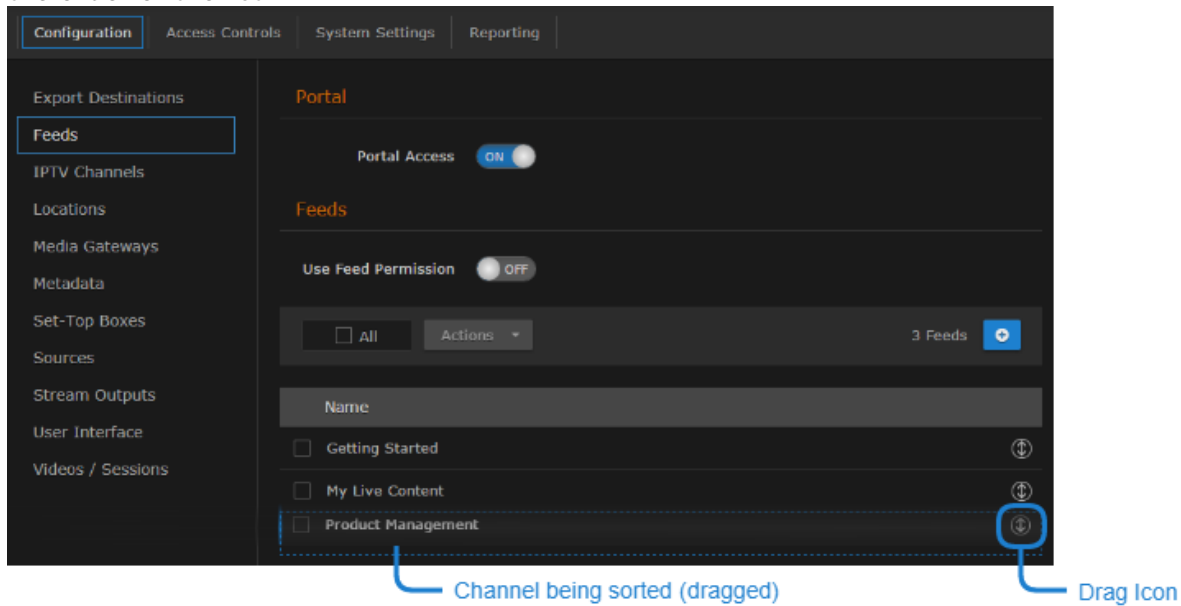 Configuration Access Controls System Settings Reporting
Export Destinations
Feeds
IPTV Channels
Locations
Media Gateways
Metadata
Set-Top Boxes
Sources
Stream Outputs
User Interface
Videos / Sessions
Portal
Portal Access ON
Feeds
Use Feed Permission OFF
All Actions 3 Feeds
Name
Getting Started
My Live Content
Product Management
Channel being sorted (dragged)
Drag Icon